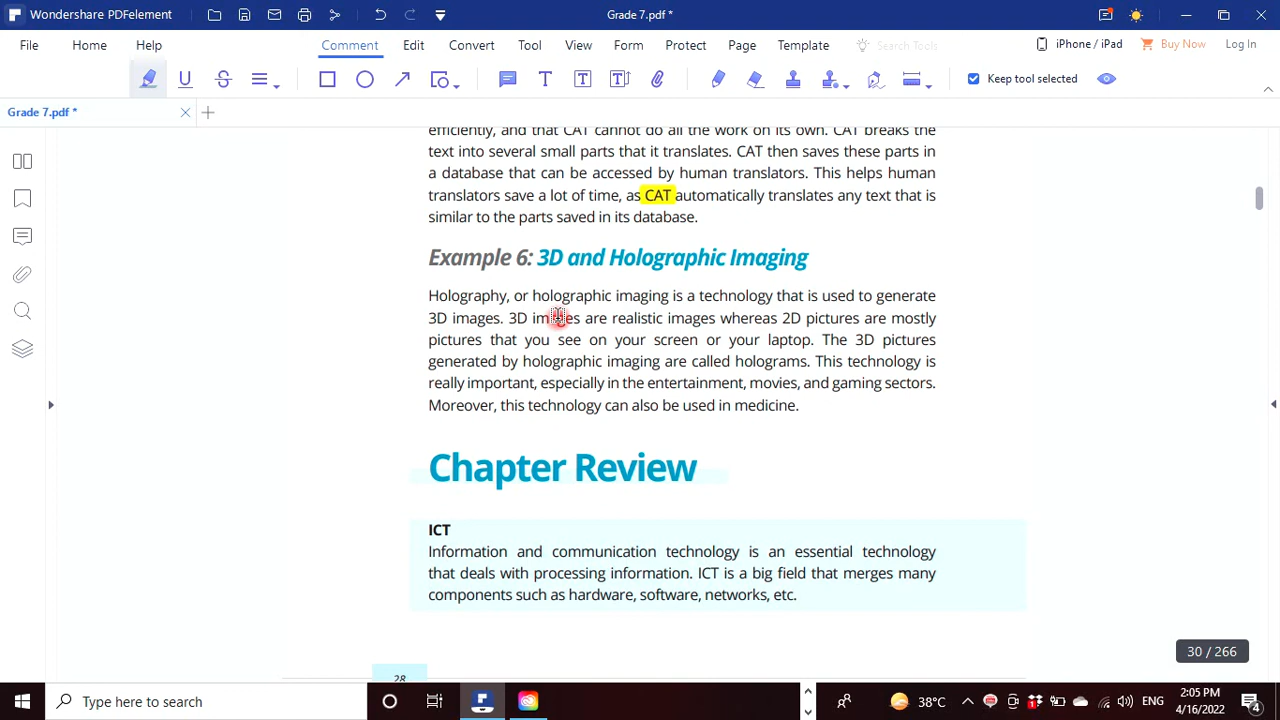 Wondershare PDFelement
Grade 7.pdf *
File Home Help Comment Edit Convert Tool View Form Protect Page Template Search Tools iPhone / iPad Buy Now Log In
Keep tool selected
Grade 7.pdf *
efficiently, and that CAT cannot do all the work on its own. CAT breaks the
text into several small parts that it translates. CAT then saves these parts in
a database that can be accessed by human translators. This helps human
translators save a lot of time, as CAT automatically translates any text that is
similar to the parts saved in its database.
Example 6: 3D and Holographic Imaging
Holography, or holographic imaging is a technology that is used to generate
3D images. 3D images are realistic images whereas 2D pictures are mostly
pictures that you see on your screen or your laptop. The 3D pictures
generated by holographic imaging are called holograms. This technology is
really important, especially in the entertainment, movies, and gaming sectors.
Moreover, this technology can also be used in medicine.
Chapter Review
ICT
Information and communication technology is an essential technology
that deals with processing information. ICT is a big field that merges many
components such as hardware, software, networks, etc.
30 / 266
28
Type here to search
38°C
ENG
2:05 PM
4/16/2022
4